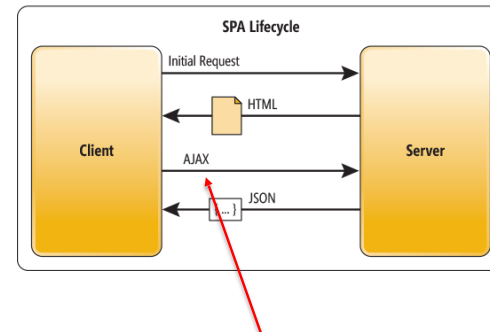 SPA Lifecycle
Initial Request
HTML
Client
Server
AJAX
JSON
{ ... }